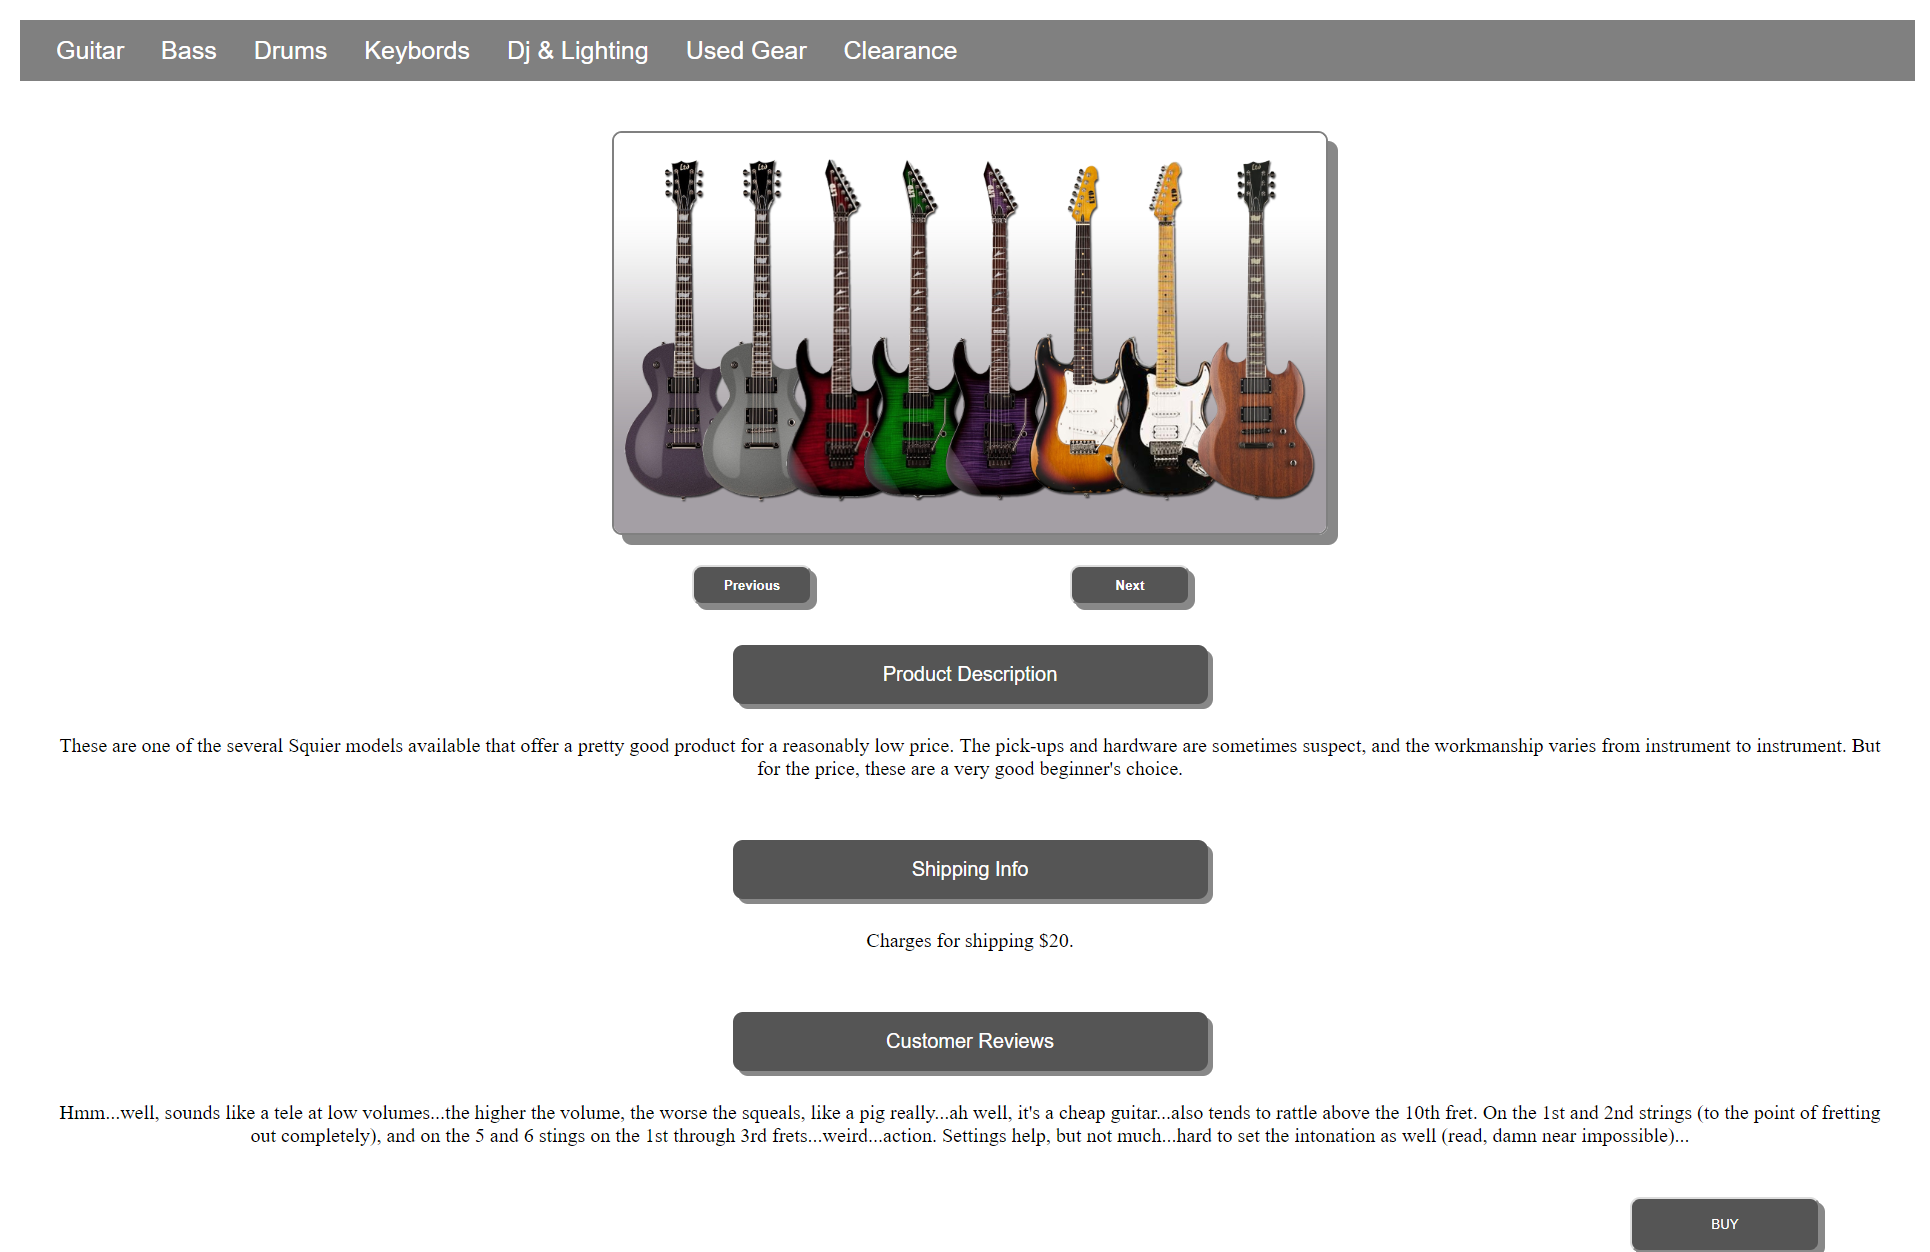 Guitar Bass Drums Keybords Dj & Lighting Used Gear Clearance
Previous Next
Product Description
These are one of the several Squier models available that offer a pretty good product for a reasonably low price. The pick-ups and hardware are sometimes suspect, and the workmanship varies from instrument to instrument. But
for the price, these are a very good beginner's choice.
Shipping Info
Charges for shipping $20.
Customer Reviews
Hmm...well, sounds like a tele at low volumes...the higher the volume, the worse the squeals, like a pig really...ah well, it's a cheap guitar...also tends to rattle above the 10th fret. On the 1st and 2nd strings (to the point of fretting
out completely), and on the 5 and 6 stings on the 1st through 3rd frets...weird...action. Settings help, but not much...hard to set the intonation as well (read, damn near impossible)...
BUY